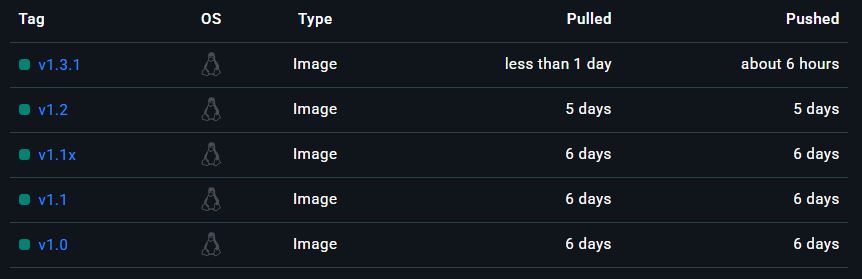 Tag OS Type Pulled Pushed
v1.3.1 Image less than 1 day about 6 hours
v1.2 Image 5 days 5 days
v1.1x Image 6 days 6 days
v1.1 Image 6 days 6 days
v1.0 Image 6 days 6 days